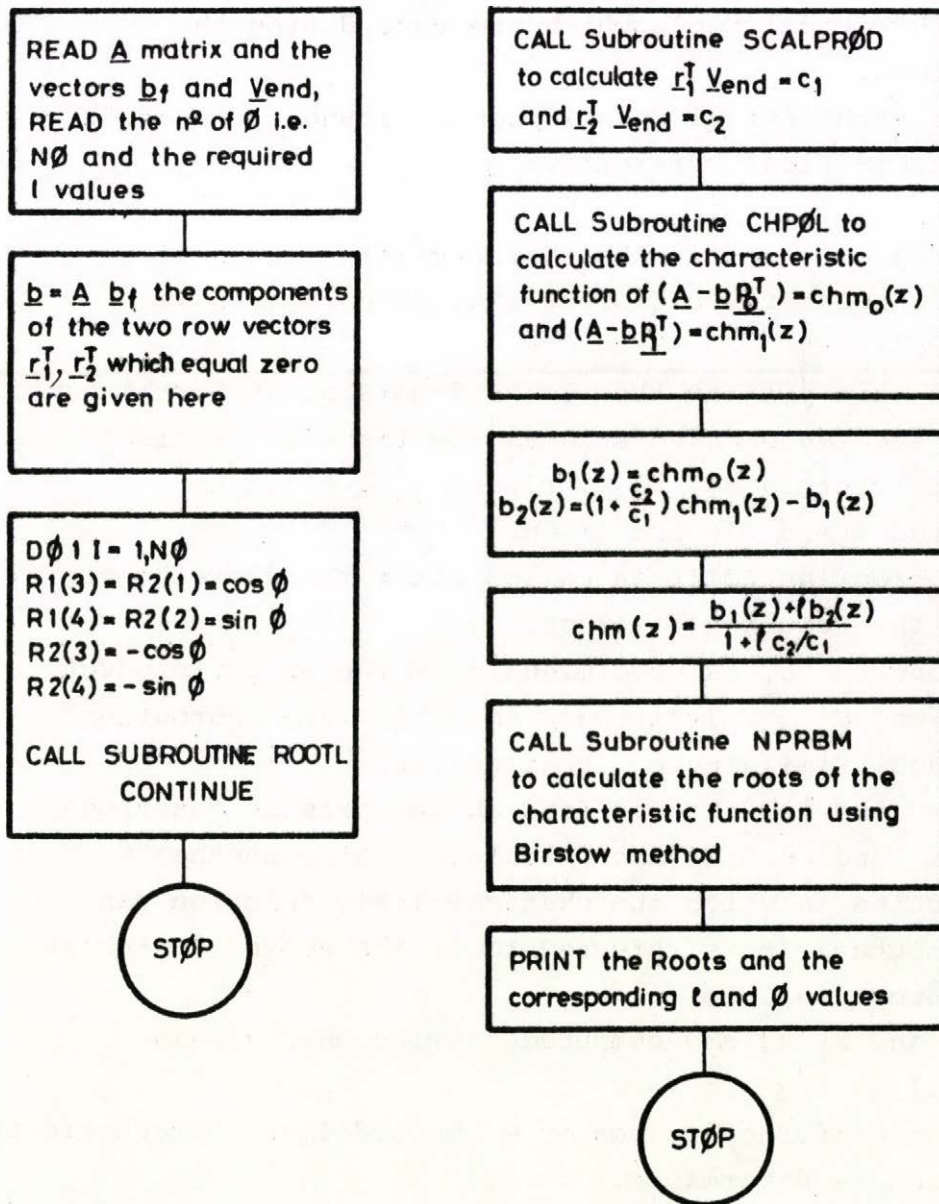 READ A matrix and the
vectors b_f and V_end,
READ the nº of Ø i.e.
NØ and the required
l values
b = A b_f the components
of the two row vectors
r_1^T, r_2^T which equal zero
are given here
DØ 1 I = 1,NØ
R1(3) = R2(1) = cos Ø
R1(4) = R2(2) = sin Ø
R2(3) = -cos Ø
R2(4) = - sin Ø
CALL SUBROUTINE ROOTL
CONTINUE
STØP
CALL Subroutine SCALPRØD
to calculate r_1^T V_end = c_1
and r_2^T V_end = c_2
CALL Subroutine CHPØL to
calculate the characteristic
function of (A - b R_0^T) = chm_o(z)
and (A - b R_1^T) = chm_1(z)
b_1(z) = chm_o(z)
b_2(z) = (1 + c_2/c_1) chm_1(z) - b_1(z)
chm(z) = (b_1(z) + l b_2(z)) / (1 + l c_2/c_1)
CALL Subroutine NPRBM
to calculate the roots of the
characteristic function using
Birstow method
PRINT the Roots and the
corresponding l and Ø values
STØP